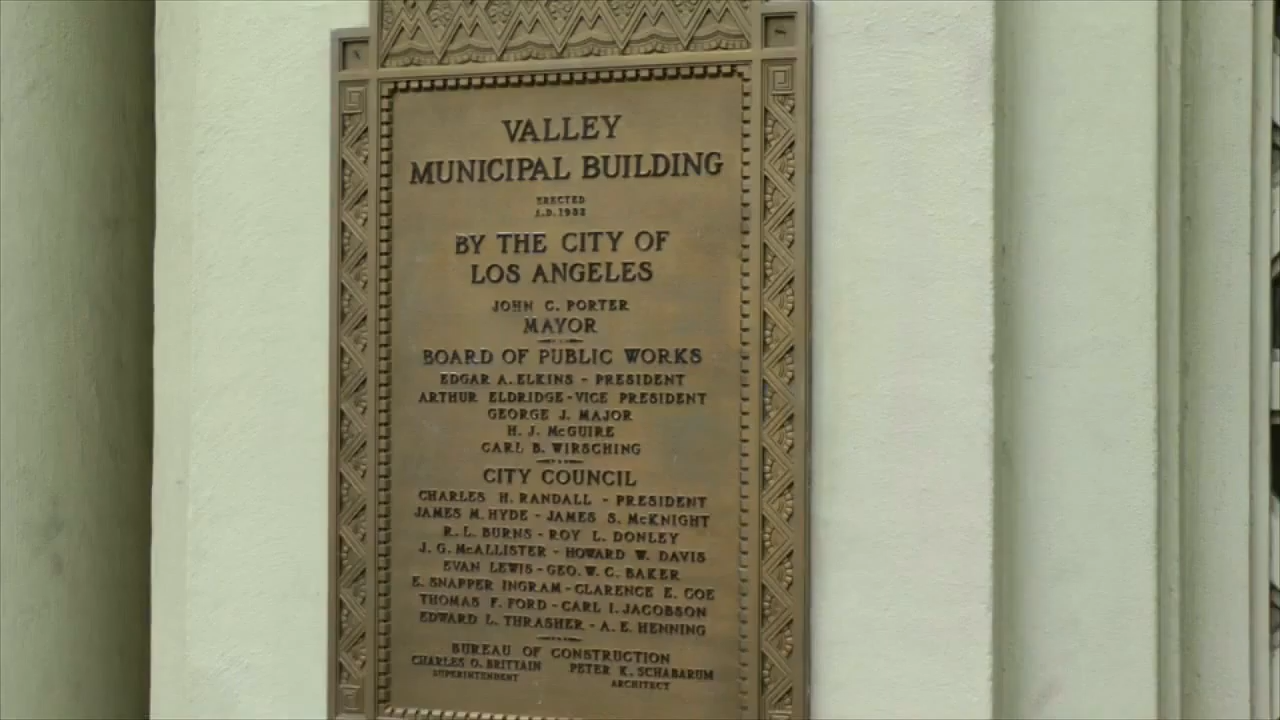 VALLEY
MUNICIPAL BUILDING
ERECTED
A.D. 1932
BY THE CITY OF
LOS ANGELES
JOHN C. PORTER
MAYOR
BOARD OF PUBLIC WORKS
EDGAR A. ELKINS - PRESIDENT
ARTHUR ELDRIDGE - VICE PRESIDENT
GEORGE J. MAJOR
H. J. McGUIRE
CARL B. WIRSCHING
CITY COUNCIL
CHARLES H. RANDALL - PRESIDENT
JAMES M. HYDE - JAMES S. McKNIGHT
R. L. BURNS - ROY L. DONLEY
J. G. McALLISTER - HOWARD W. DAVIS
EVAN LEWIS - GEO. W. C. BAKER
E. SNAPPER INGRAM - CLARENCE E. COE
THOMAS F. FORD - CARL I. JACOBSON
EDWARD L. THRASHER - A. E. HENNING
BUREAU OF CONSTRUCTION
CHARLES O. BRITTAIN PETER K. SCHABARUM
SUPERINTENDENT ARCHITECT